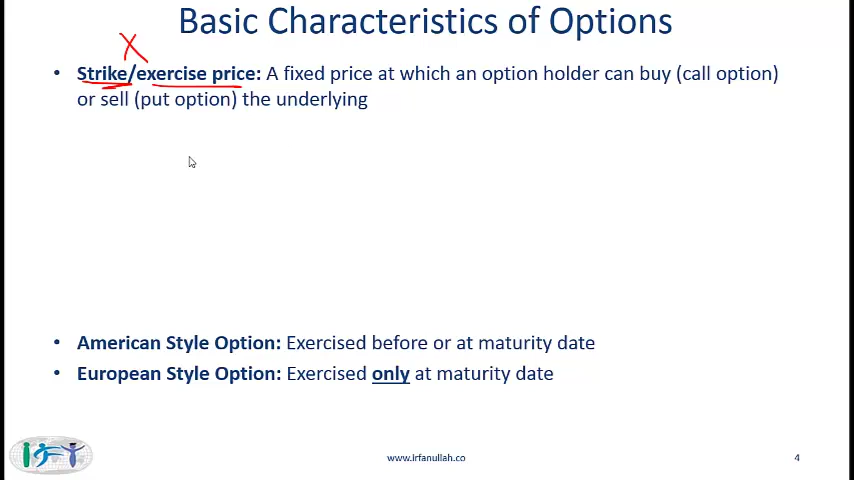 Basic Characteristics of Options
X
• Strike/exercise price: A fixed price at which an option holder can buy (call option)
or sell (put option) the underlying
• American Style Option: Exercised before or at maturity date
• European Style Option: Exercised only at maturity date
www.irfanullah.co
4